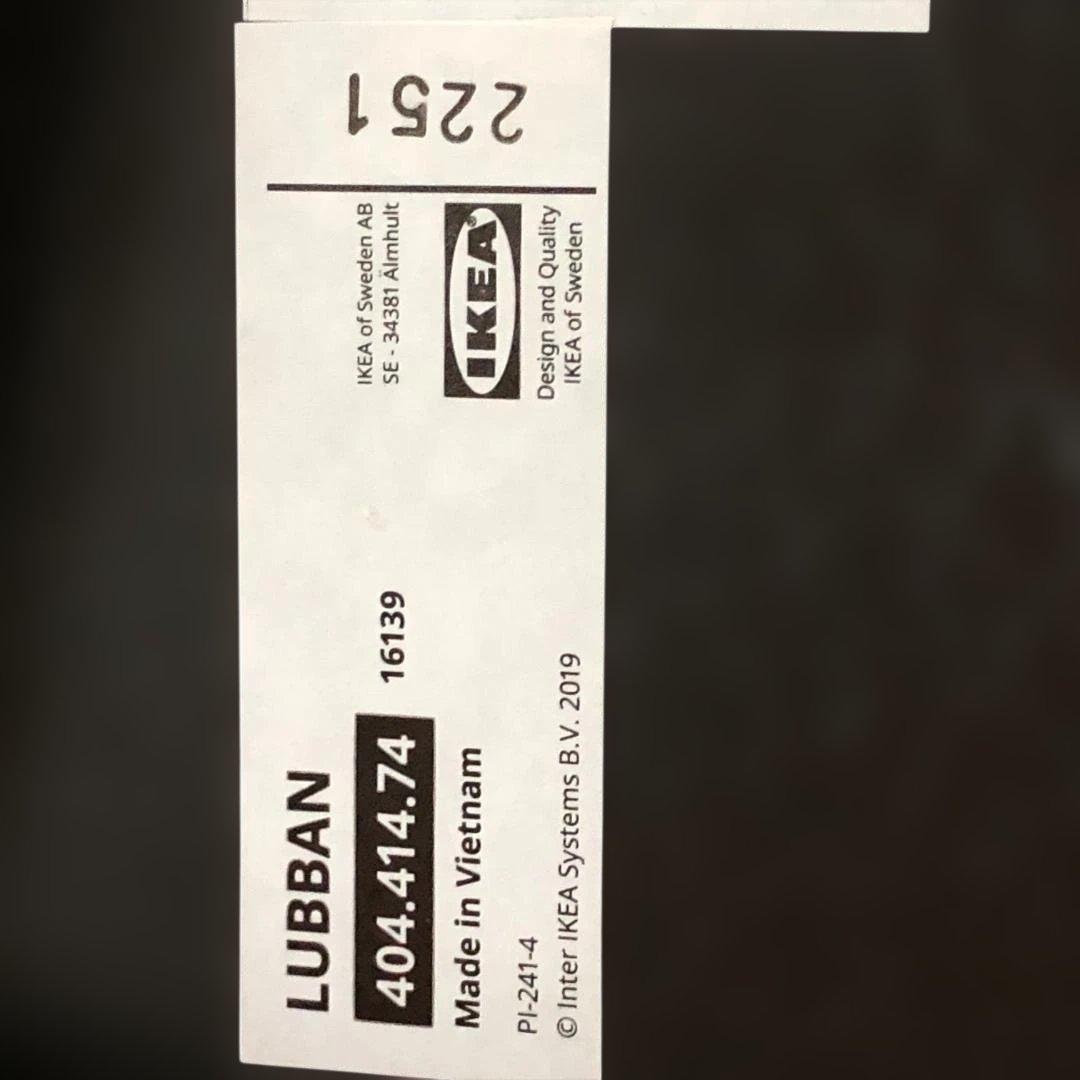 LUBBAN
404.414.74 16139
Made in Vietnam
PI-241-4
© Inter IKEA Systems B.V. 2019
IKEA of Sweden AB
SE - 34381 Älmhult
IKEA®
Design and Quality
IKEA of Sweden
2251